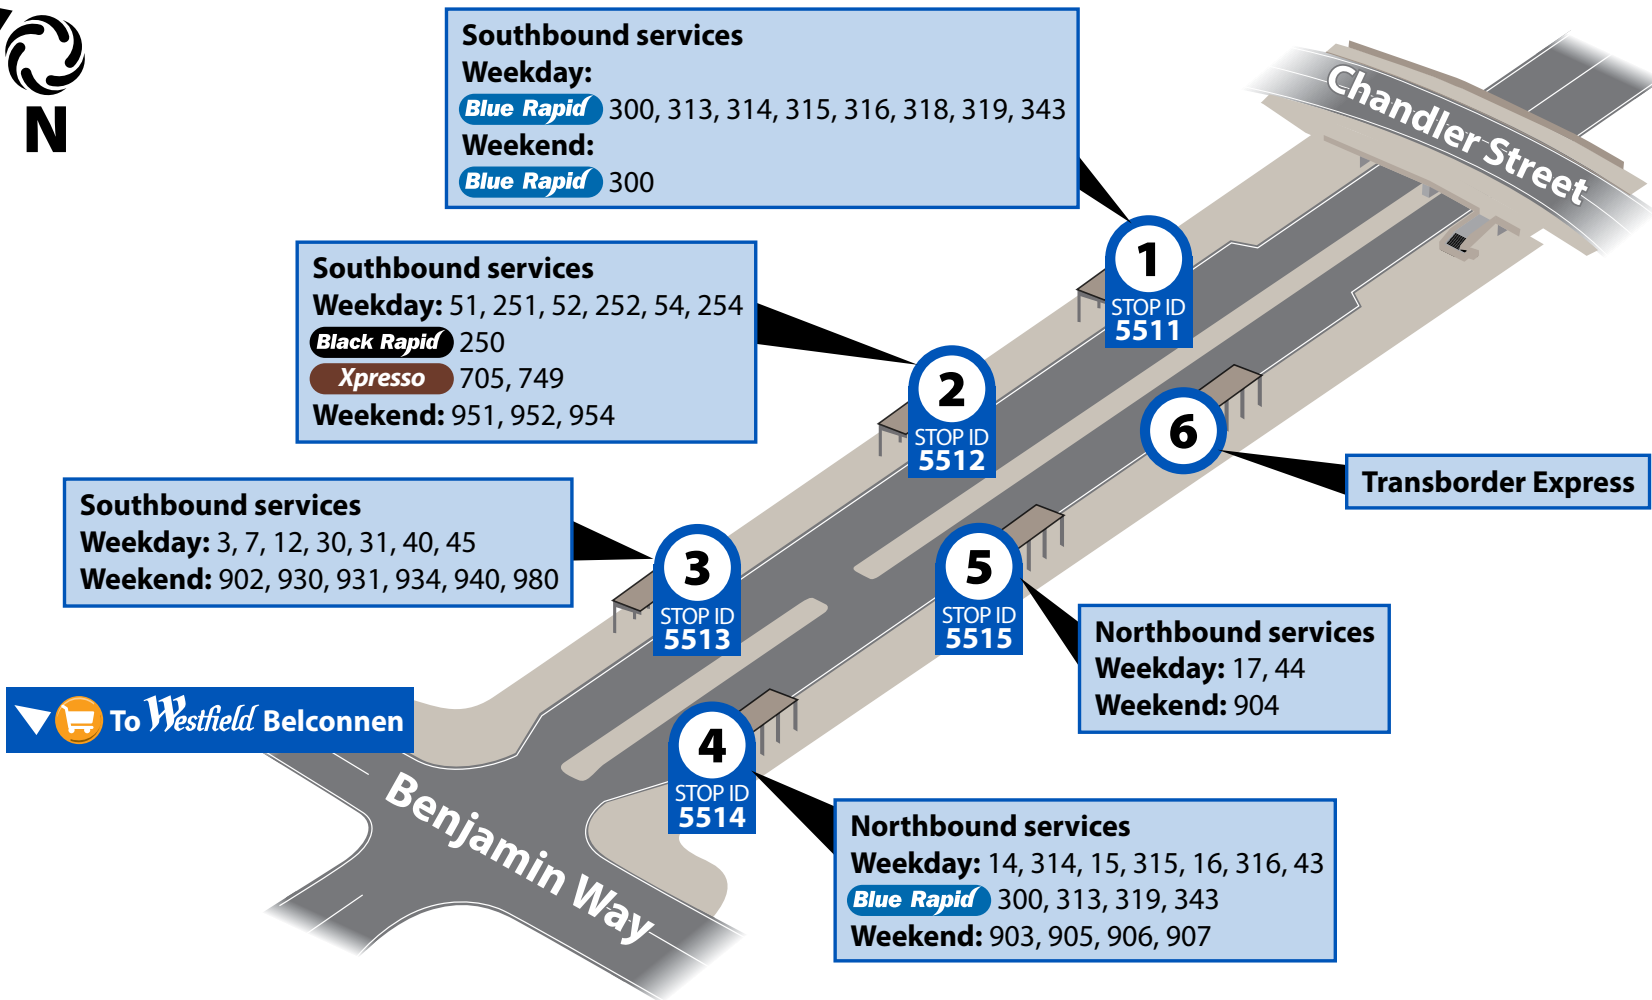 N
Southbound services
Weekday:
Blue Rapid 300, 313, 314, 315, 316, 318, 319, 343
Weekend:
Blue Rapid 300
Chandler Street
1
STOP ID
5511
Southbound services
Weekday: 51, 251, 52, 252, 54, 254
Black Rapid 250
Xpresso 705, 749
Weekend: 951, 952, 954
2
STOP ID
5512
6
Transborder Express
Southbound services
Weekday: 3, 7, 12, 30, 31, 40, 45
Weekend: 902, 930, 931, 934, 940, 980
3
STOP ID
5513
5
STOP ID
5515
Northbound services
Weekday: 17, 44
Weekend: 904
To Westfield Belconnen
4
STOP ID
5514
Benjamin Way
Northbound services
Weekday: 14, 314, 15, 315, 16, 316, 43
Blue Rapid 300, 313, 319, 343
Weekend: 903, 905, 906, 907